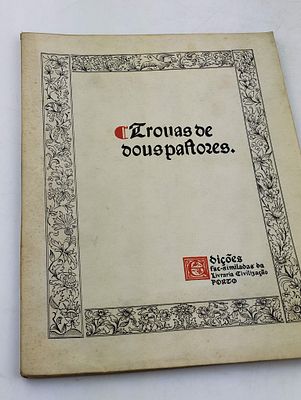 ¶Trouas de
dous paſtores.
Edições
fac-similadas da
Livraria Civilização
PORTO